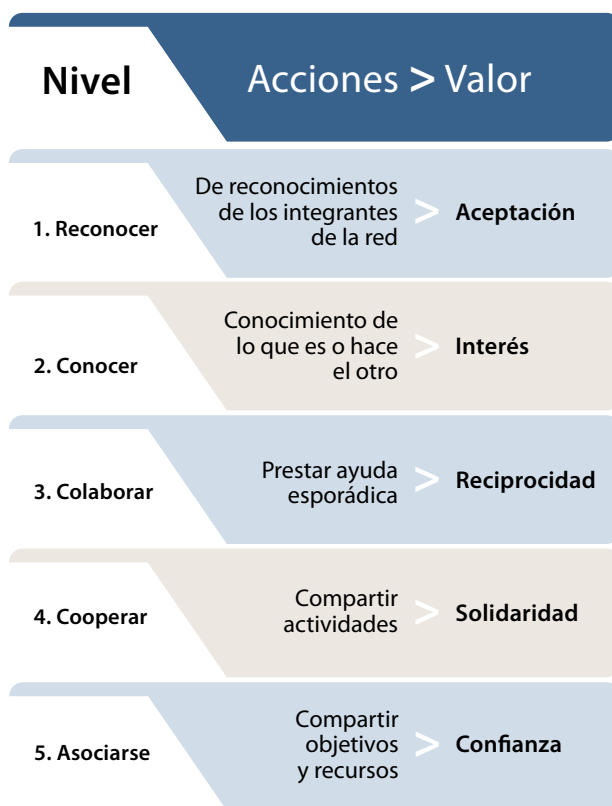 Nivel
Acciones > Valor
1. Reconocer
De reconocimientos
de los integrantes
de la red
> Aceptación
2. Conocer
Conocimiento de
lo que es o hace
el otro
> Interés
3. Colaborar
Prestar ayuda
esporádica
> Reciprocidad
4. Cooperar
Compartir
actividades
> Solidaridad
5. Asociarse
Compartir
objetivos
y recursos
> Confianza